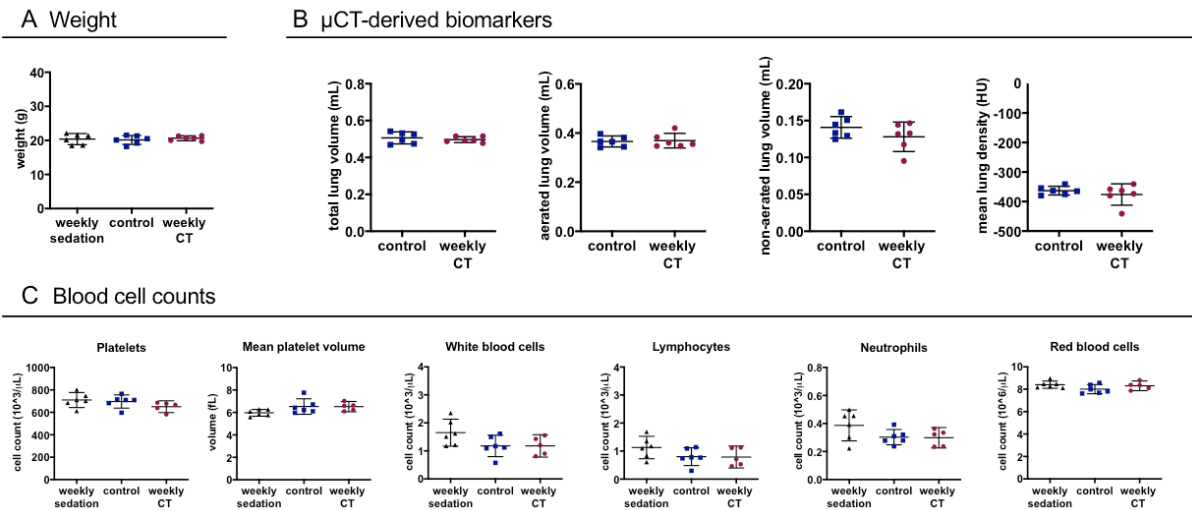 A Weight
B µCT-derived biomarkers
weight (g)
40
30
20
10
0
weekly sedation
control
weekly CT
total lung volume (mL)
0.8
0.6
0.4
0.2
0.0
control
weekly CT
aerated lung volume (mL)
0.6
0.4
0.2
0.0
control
weekly CT
non-aerated lung volume (mL)
0.20
0.15
0.10
0.05
0.00
control
weekly CT
mean lung density (HU)
0
-100
-200
-300
-400
-500
control
weekly CT
C Blood cell counts
Platelets
cell count (10^3/µL)
1000
800
600
400
200
0
weekly sedation
control
weekly CT
Mean platelet volume
volume (fL)
10
8
6
4
2
0
weekly sedation
control
weekly CT
White blood cells
cell count (10^3/µL)
4
3
2
1
0
weekly sedation
control
weekly CT
Lymphocytes
cell count (10^3/µL)
4
3
2
1
0
weekly sedation
control
weekly CT
Neutrophils
cell count (10^3/µL)
0.8
0.6
0.4
0.2
0.0
weekly sedation
control
weekly CT
Red blood cells
cell count (10^6/µL)
10
8
6
4
2
0
weekly sedation
control
weekly CT